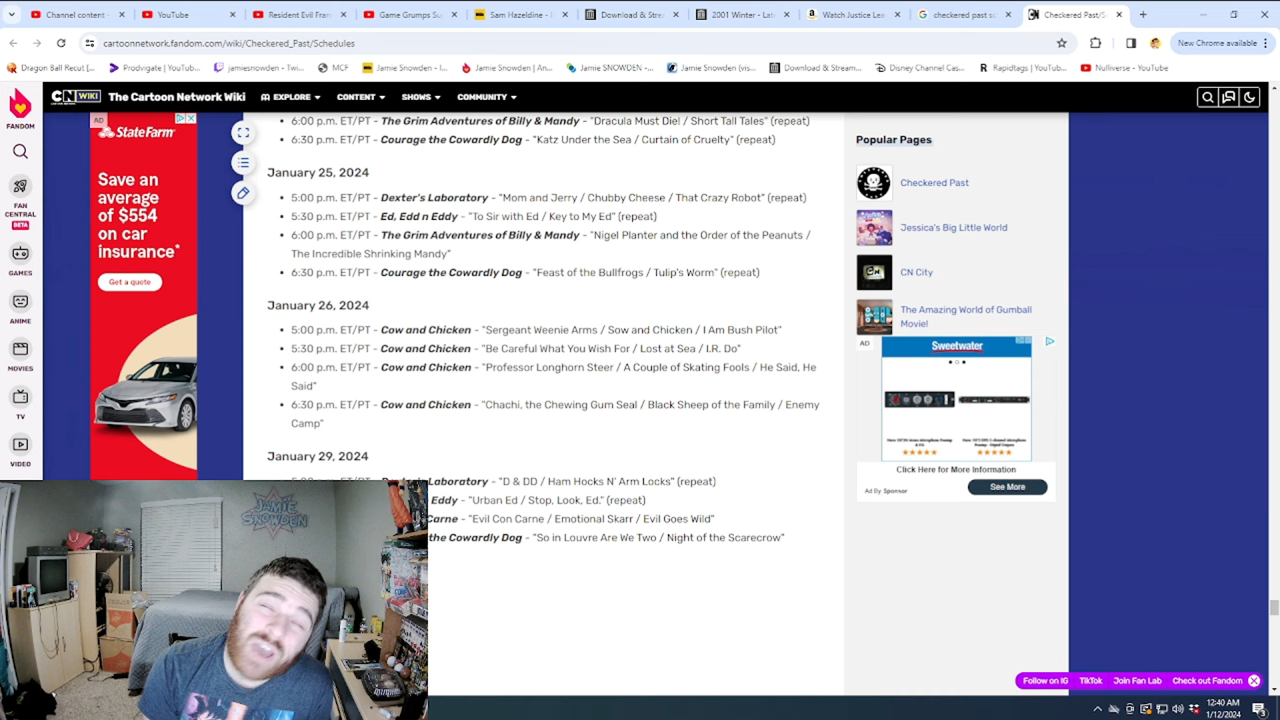 Channel content -
YouTube
Resident Evil Fran
Game Grumps Su
Sam Hazeldine - I
Download & Stre
2001 Winter - Lat
Watch Justice Lea
checkered past sc
Checkered Past/S
cartoonnetwork.fandom.com/wiki/Checkered_Past/Schedules
New Chrome available
Dragon Ball Recut (...
Prodvigate | YouTub...
jamiesnowden - Twi...
MCF
Jamie Snowden - I...
Jamie Snowden | An...
Jamie SNOWDEN -...
Jamie Snowden (vis...
Download & Stream...
Disney Channel Cas...
Rapidtags | YouTub...
Nulliverse - YouTube
FANDOM
CN WIKI
The Cartoon Network Wiki
EXPLORE
CONTENT
SHOWS
COMMUNITY
FAN CENTRAL
BETA
GAMES
ANIME
MOVIES
TV
VIDEO
AD
StateFarm
Save an
average
of $554
on car
insurance*
Get a quote
6:00 p.m. ET/PT - The Grim Adventures of Billy & Mandy - "Dracula Must Die! / Short Tall Tales" (repeat)
6:30 p.m. ET/PT - Courage the Cowardly Dog - "Katz Under the Sea / Curtain of Cruelty" (repeat)
January 25, 2024
5:00 p.m. ET/PT - Dexter's Laboratory - "Mom and Jerry / Chubby Cheese / That Crazy Robot" (repeat)
5:30 p.m. ET/PT - Ed, Edd n Eddy - "To Sir with Ed / Key to My Ed" (repeat)
6:00 p.m. ET/PT - The Grim Adventures of Billy & Mandy - "Nigel Planter and the Order of the Peanuts /
The Incredible Shrinking Mandy"
6:30 p.m. ET/PT - Courage the Cowardly Dog - "Feast of the Bullfrogs / Tulip's Worm" (repeat)
January 26, 2024
5:00 p.m. ET/PT - Cow and Chicken - "Sergeant Weenie Arms / Sow and Chicken / I Am Bush Pilot"
5:30 p.m. ET/PT - Cow and Chicken - "Be Careful What You Wish For / Lost at Sea / I.R. Do"
6:00 p.m. ET/PT - Cow and Chicken - "Professor Longhorn Steer / A Couple of Skating Fools / He Said, He
Said"
6:30 p.m. ET/PT - Cow and Chicken - "Chachi, the Chewing Gum Seal / Black Sheep of the Family / Enemy
Camp"
January 29, 2024
Laboratory - "D & DD / Ham Hocks N' Arm Locks" (repeat)
Eddy - "Urban Ed / Stop, Look, Ed." (repeat)
Carne - "Evil Con Carne / Emotional Skarr / Evil Goes Wild"
the Cowardly Dog - "So in Louvre Are We Two / Night of the Scarecrow"
Popular Pages
Checkered Past
Jessica's Big Little World
CN City
The Amazing World of Gumball
Movie!
AD
Sweetwater
Click Here for More Information
Ad By Sponsor
See More
JAMIE
SNOWDEN
Follow on IG
TikTok
Join Fan Lab
Check out Fandom
12:40 AM
1/12/2024